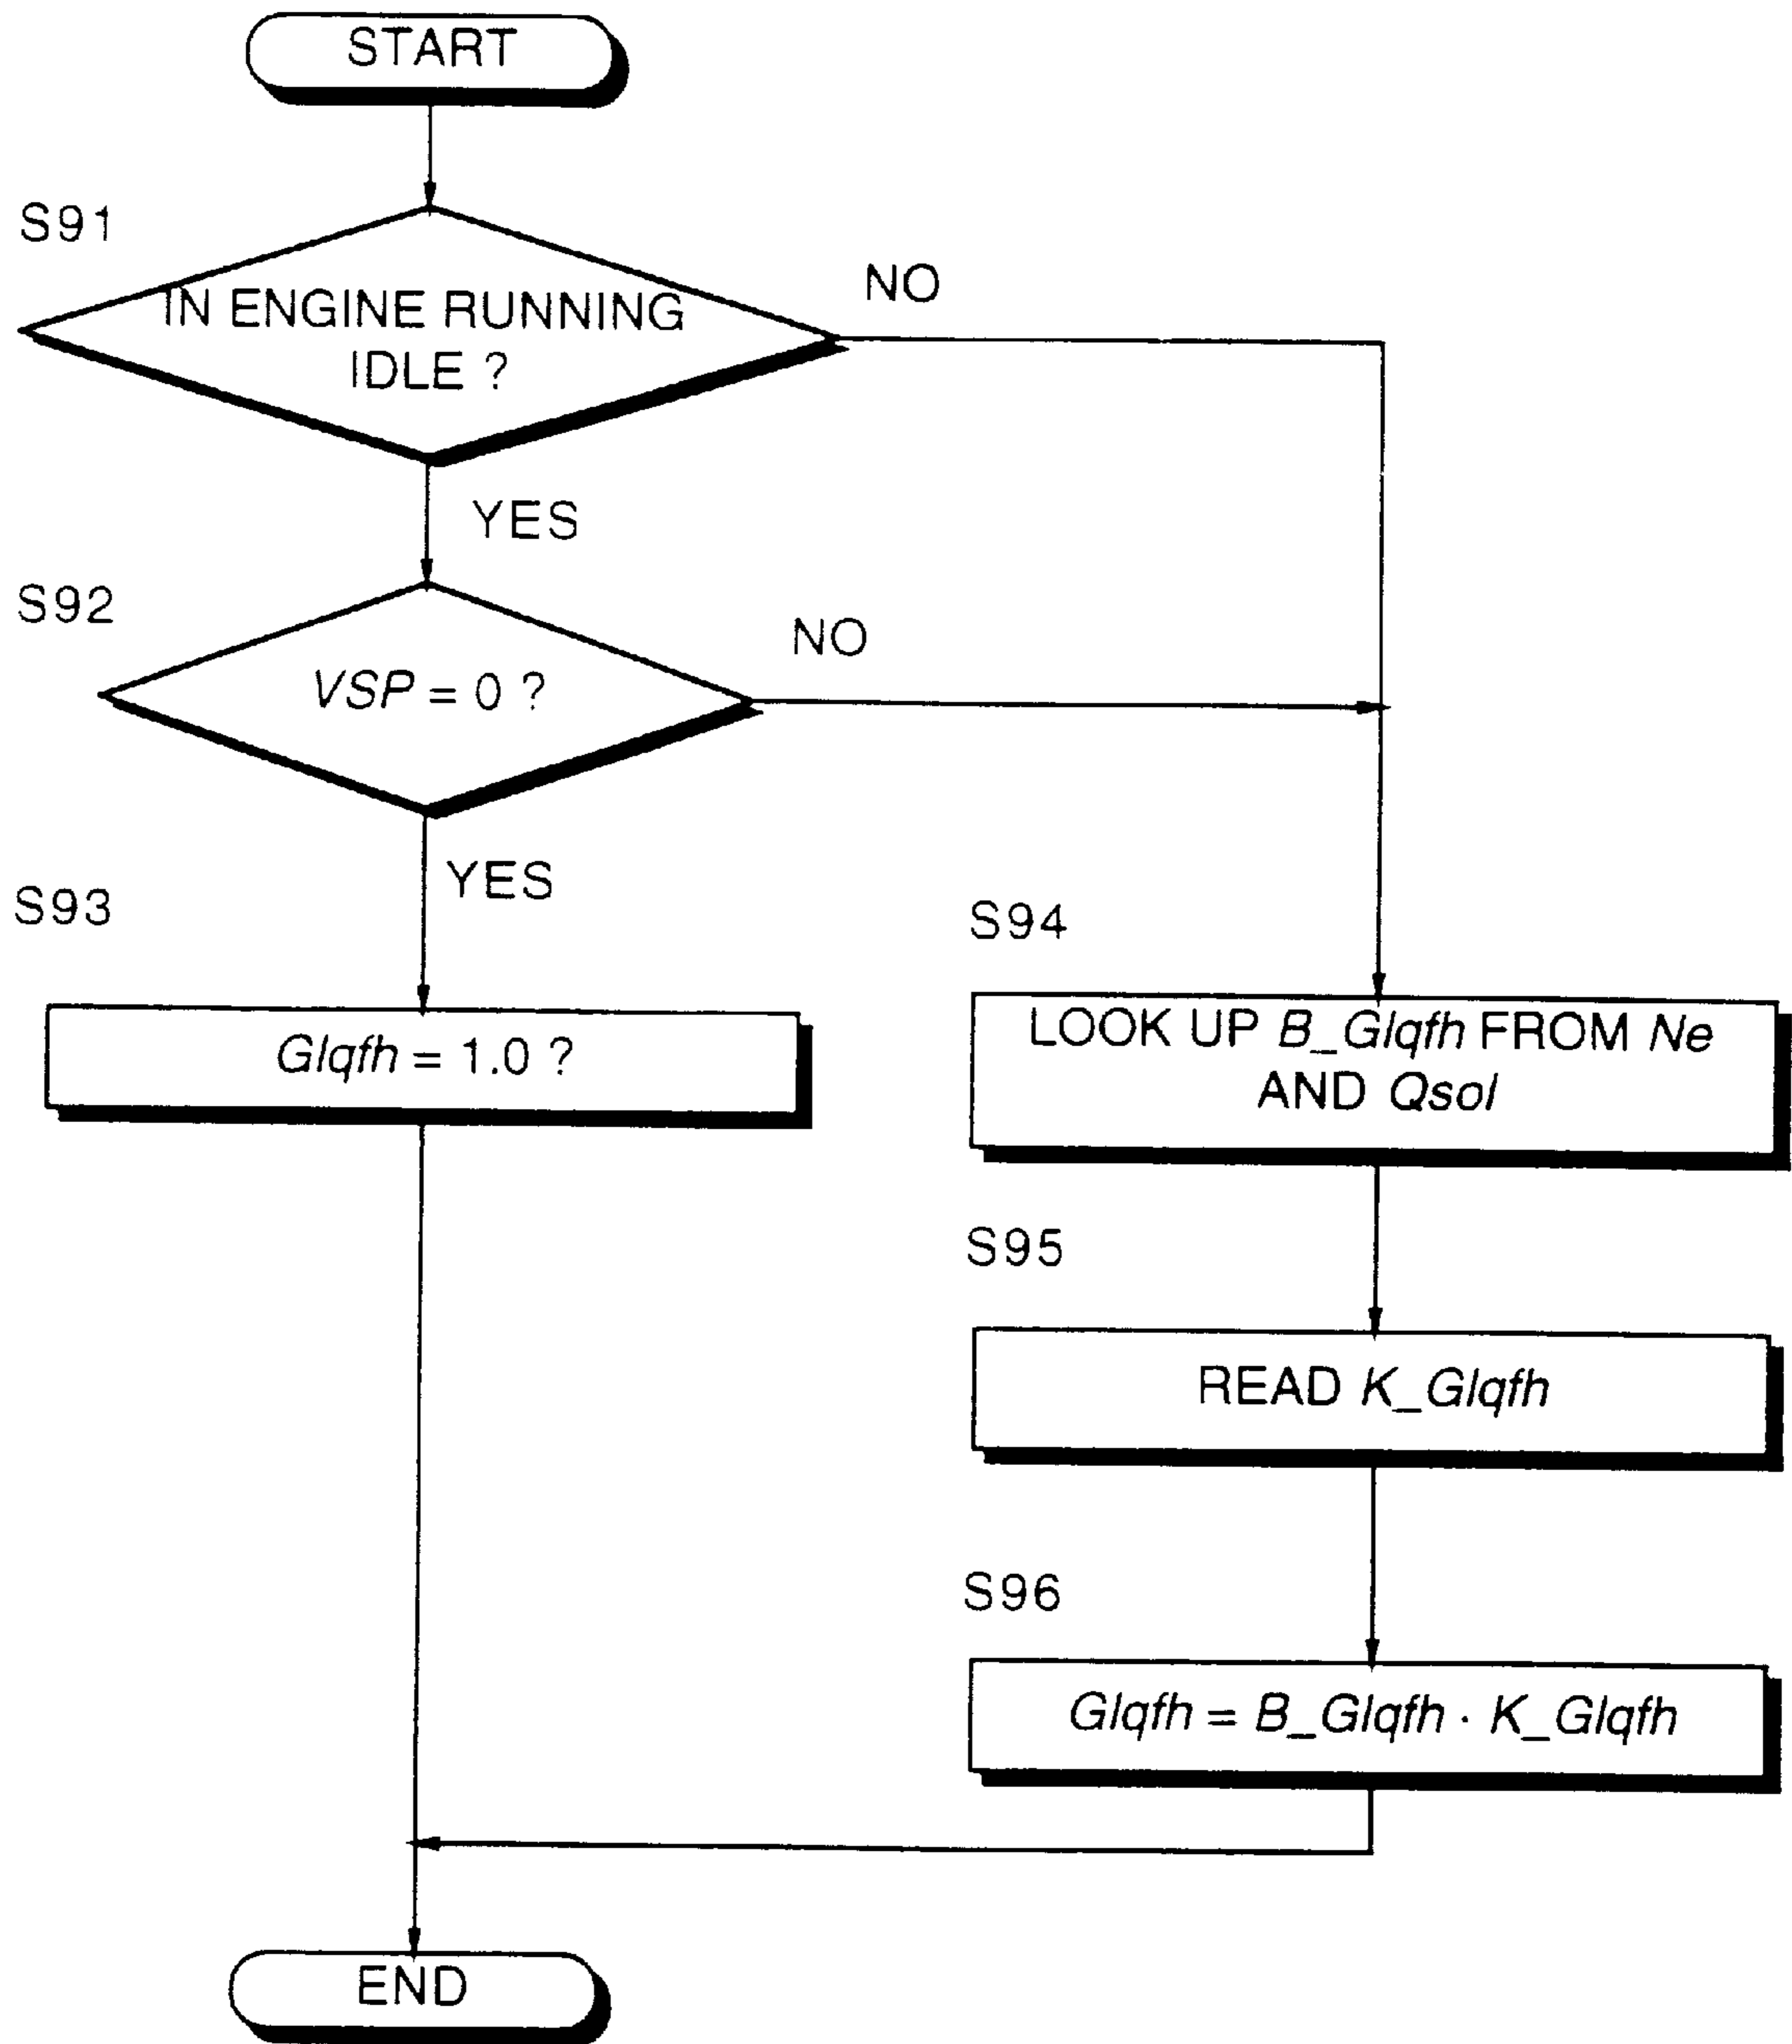 START
S91
IN ENGINE RUNNING
IDLE ?
NO
YES
S92
VSP = 0 ?
NO
YES
S93
Glqfh = 1.0 ?
S94
LOOK UP B_Glqfh FROM Ne
AND Qsol
S95
READ K_Glqfh
S96
Glqfh = B_Glqfh · K_Glqfh
END